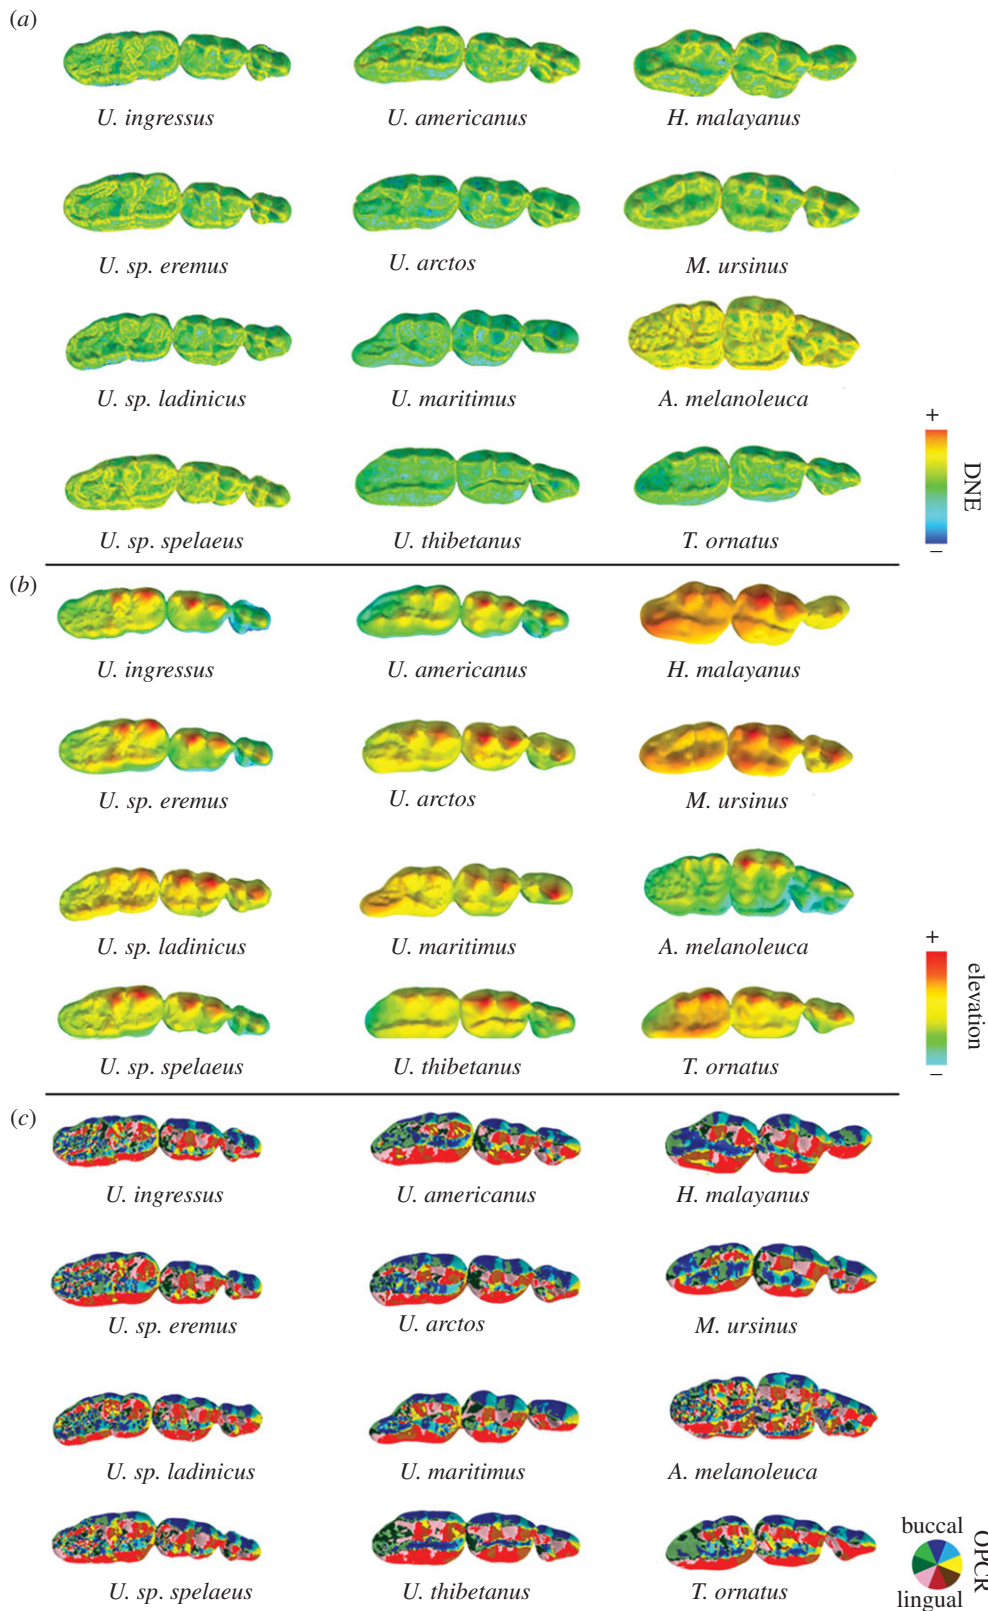 (a)
U. ingressus
U. americanus
H. malayanus
U. sp. eremus
U. arctos
M. ursinus
U. sp. ladinicus
U. maritimus
A. melanoleuca
U. sp. spelaeus
U. thibetanus
T. ornatus
+
DNE
–
(b)
U. ingressus
U. americanus
H. malayanus
U. sp. eremus
U. arctos
M. ursinus
U. sp. ladinicus
U. maritimus
A. melanoleuca
U. sp. spelaeus
U. thibetanus
T. ornatus
+
elevation
–
(c)
U. ingressus
U. americanus
H. malayanus
U. sp. eremus
U. arctos
M. ursinus
U. sp. ladinicus
U. maritimus
A. melanoleuca
U. sp. spelaeus
U. thibetanus
T. ornatus
buccal
lingual
OPCR